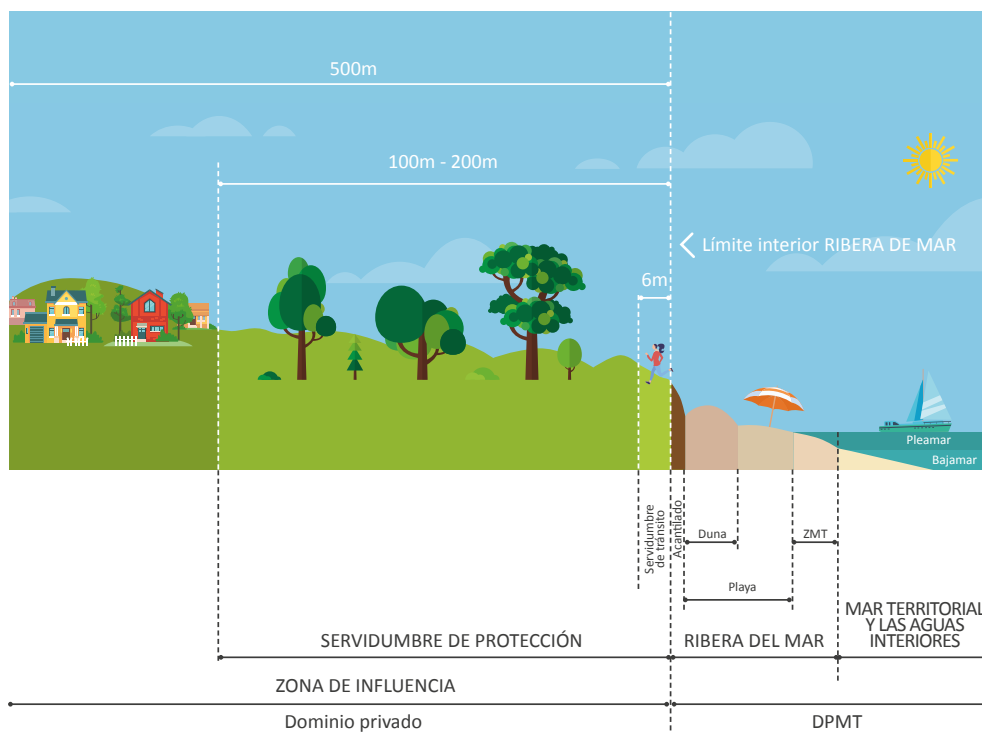 500m
100m - 200m
Límite interior RIBERA DE MAR
6m
Pleamar
Bajamar
Servidumbre
de tránsito
Acantilado
Duna
ZMT
Playa
MAR TERRITORIAL
Y LAS AGUAS
INTERIORES
SERVIDUMBRE DE PROTECCIÓN
RIBERA DEL MAR
ZONA DE INFLUENCIA
Dominio privado
DPMT